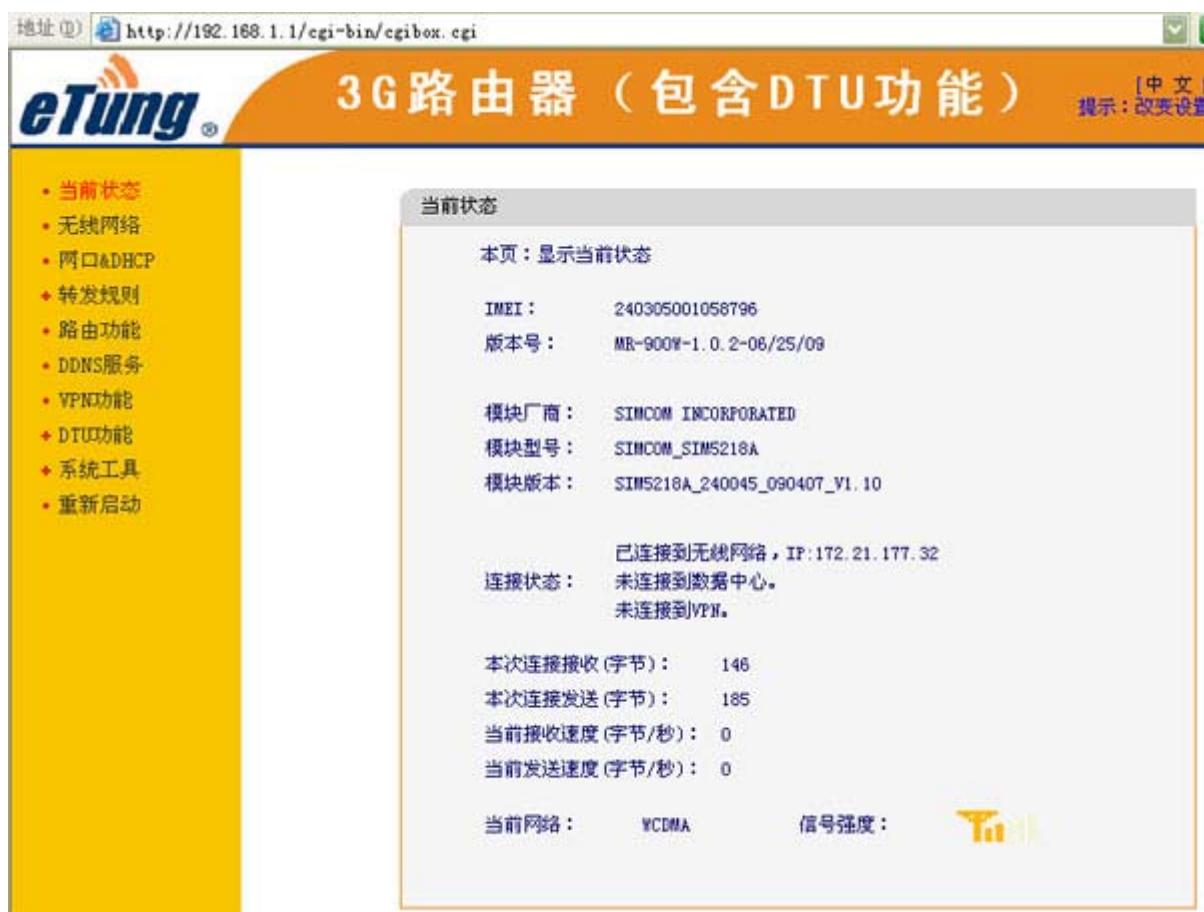 地址(D) http://192.168.1.1/cgi-bin/cgibox.cgi
eTung ®
3G路由器（包含DTU功能）
[中 文
提示：改变设置
当前状态
无线网络
网口&DHCP
转发规则
路由功能
DDNS服务
VPN功能
DTU功能
系统工具
重新启动
当前状态
本页：显示当前状态
IMEI： 240305001058796
版本号： MR-900W-1.0.2-06/25/09
模块厂商： SIMCOM INCORPORATED
模块型号： SIMCOM_SIM5218A
模块版本： SIM5218A_240045_090407_V1.10
已连接到无线网络，IP:172.21.177.32
连接状态： 未连接到数据中心。
未连接到VPN。
本次连接接收(字节)： 146
本次连接发送(字节)： 185
当前接收速度(字节/秒)： 0
当前发送速度(字节/秒)： 0
当前网络： WCDMA 信号强度：